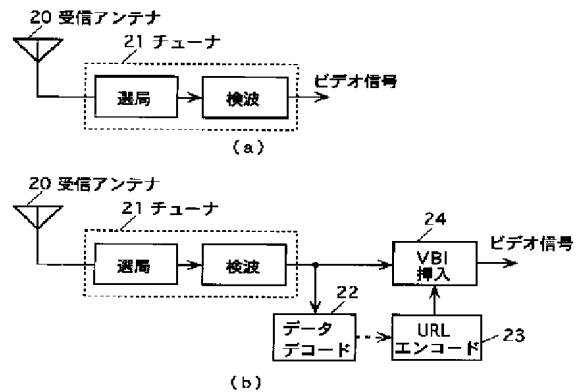 20 受信アンテナ
21 チューナ
選局
検波
ビデオ信号
(a)
20 受信アンテナ
21 チューナ
選局
検波
24
VBI
挿入
ビデオ信号
22
データ
デコード
URL
エンコード
23
(b)